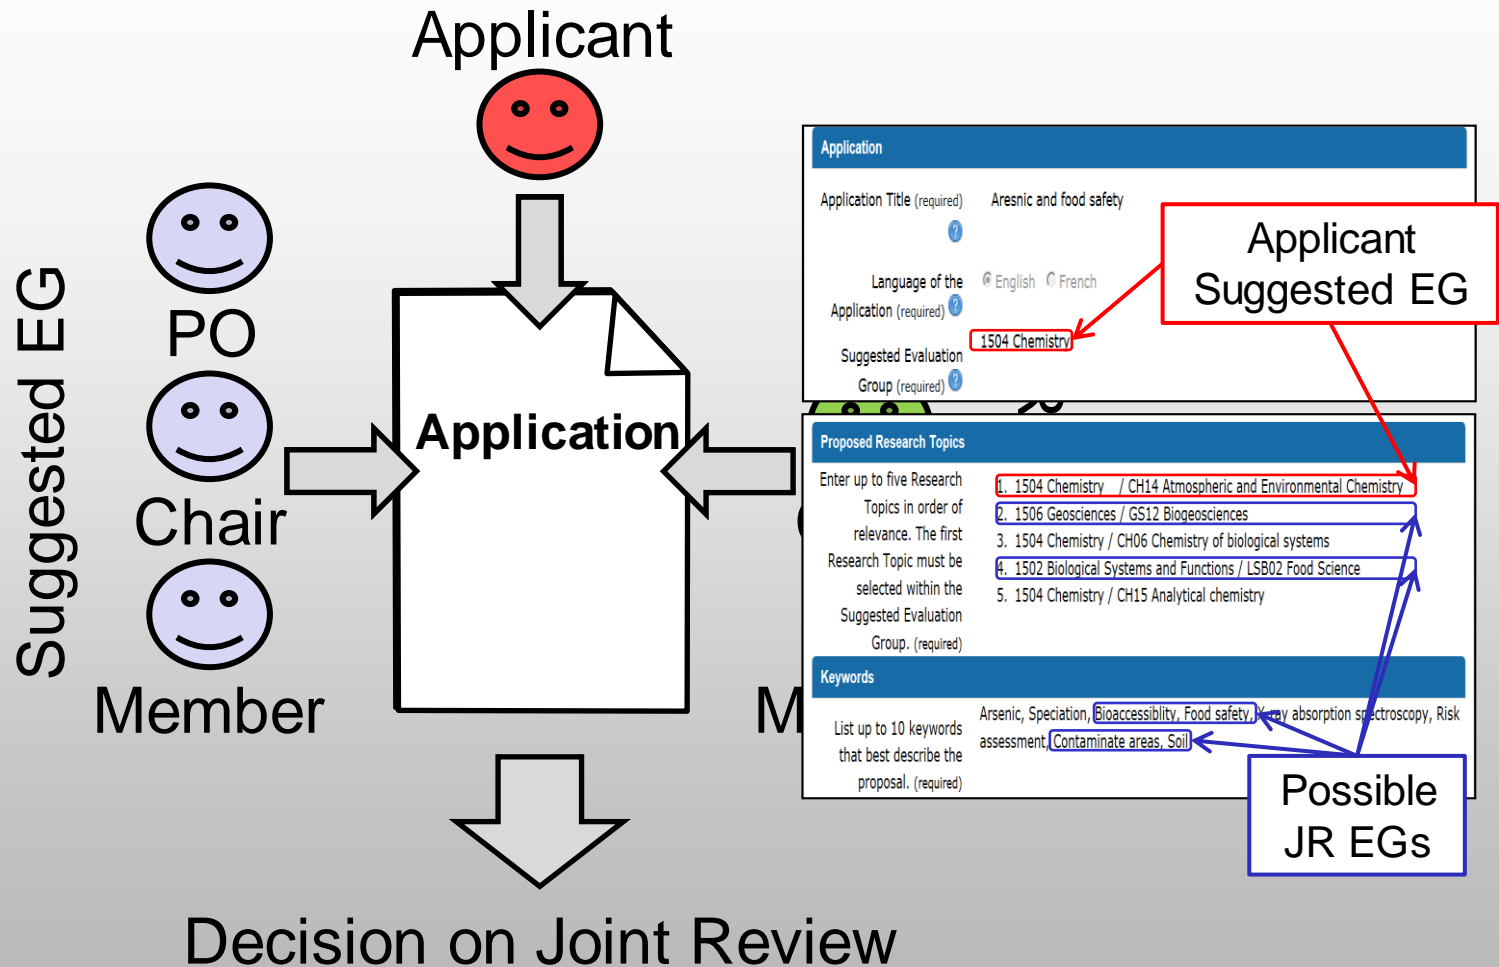 Applicant
Suggested EG
PO
Chair
Member
Application
Application
Application Title (required)
?
Aresnic and food safety
Language of the
Application (required) ?
English French
Suggested Evaluation
Group (required) ?
1504 Chemistry
Applicant
Suggested EG
Proposed Research Topics
Enter up to five Research
Topics in order of
relevance. The first
Research Topic must be
selected within the
Suggested Evaluation
Group. (required)
1. 1504 Chemistry / CH14 Atmospheric and Environmental Chemistry
2. 1506 Geosciences / GS12 Biogeosciences
3. 1504 Chemistry / CH06 Chemistry of biological systems
4. 1502 Biological Systems and Functions / LSB02 Food Science
5. 1504 Chemistry / CH15 Analytical chemistry
Keywords
List up to 10 keywords
that best describe the
proposal. (required)
Arsenic, Speciation, Bioaccessiblity, Food safety, X-ray absorption spectroscopy, Risk
assessment, Contaminate areas, Soil
Possible
JR EGs
M
Decision on Joint Review